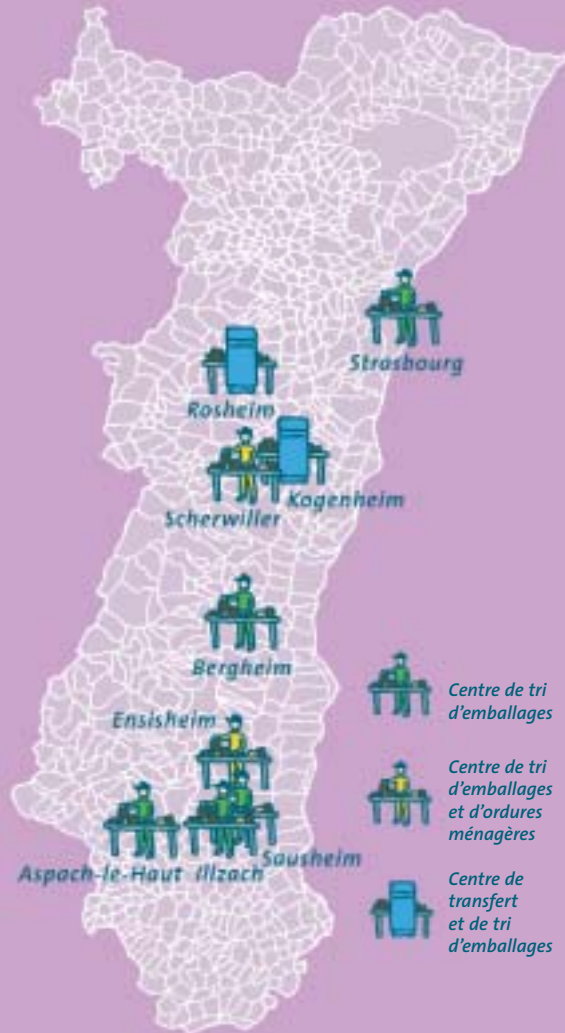 Strasbourg
Rosheim
Kogenheim
Scherwiller
Bergheim
Ensisheim
Sausheim
Aspach-le-Haut Illzach
Centre de tri
d'emballages
Centre de tri
d'emballages
et d'ordures
ménagères
Centre de
transfert
et de tri
d'emballages